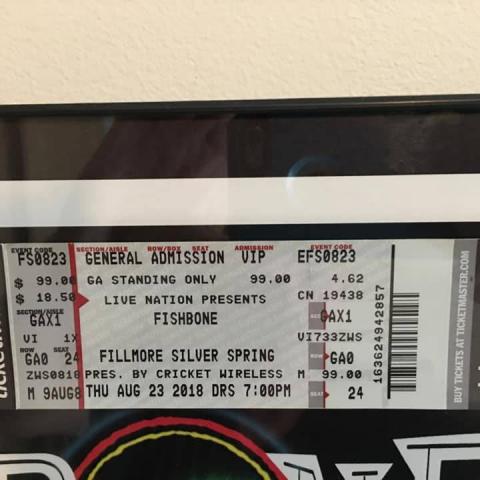 EVENT CODE SECTION/AISLE ROW/BOX SEAT ADMISSION EVENT CODE
FS0823 GENERAL ADMISSION VIP EFS0823
$ 99.00 GA STANDING ONLY 99.00 4.62
$ 18.50 LIVE NATION PRESENTS CN 19438
SECTION/AISLE
GAX1 FISHBONE GAX1
VI 1X VI733ZWS
ROW SEAT ROW
GA0 24 FILLMORE SILVER SPRING GA0
ZWS0818 PRES. BY CRICKET WIRELESS M 99.00
M 9AUG8 THU AUG 23 2018 DRS 7:00PM SEAT 24
163624942857
BUY TICKETS AT TICKETMASTER.COM